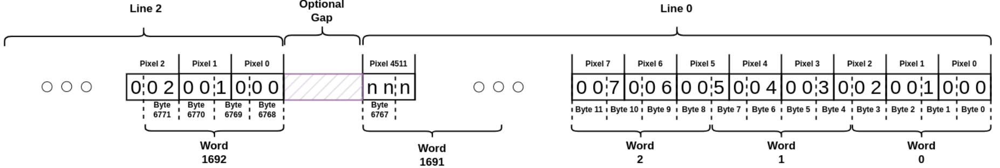 Line 2
Optional
Gap
Line 0
Pixel 2 Pixel 1 Pixel 0 Pixel 4511 Pixel 7 Pixel 6 Pixel 5 Pixel 4 Pixel 3 Pixel 2 Pixel 1 Pixel 0
0 0 2 0 0 1 0 0 0 n n n 0 0 7 0 0 6 0 0 5 0 0 4 0 0 3 0 0 2 0 0 1 0 0 0
Byte Byte Byte Byte Byte
6771 6770 6769 6768 6767
Byte 11 Byte 10 Byte 9 Byte 8 Byte 7 Byte 6 Byte 5 Byte 4 Byte 3 Byte 2 Byte 1 Byte 0
Word Word Word Word Word
1692 1691 2 1 0